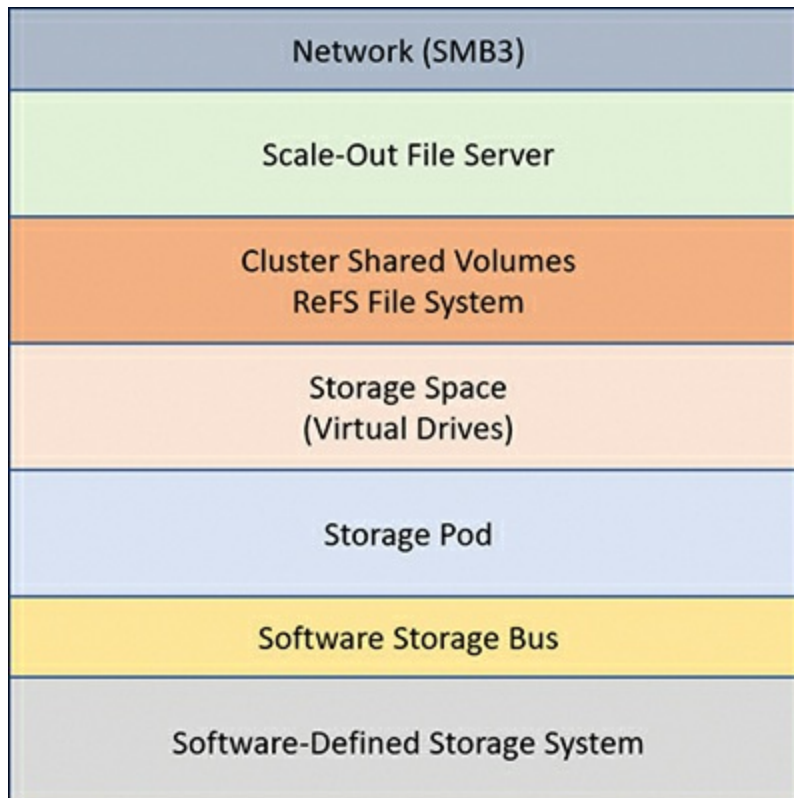 Network (SMB3)
Scale-Out File Server
Cluster Shared Volumes
ReFS File System
Storage Space
(Virtual Drives)
Storage Pod
Software Storage Bus
Software-Defined Storage System